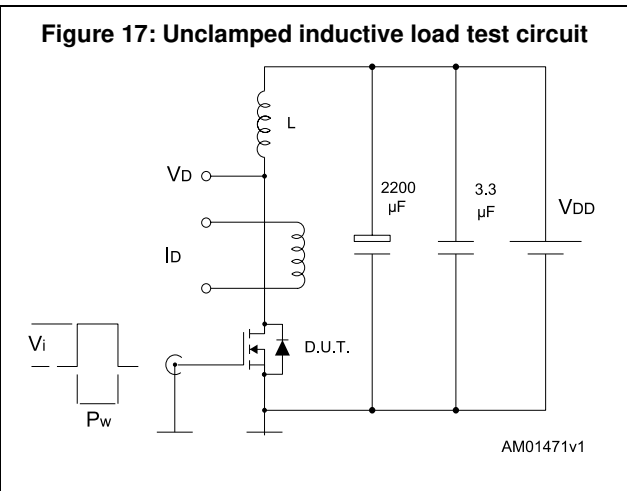 Figure 17: Unclamped inductive load test circuit
L
VD
2200
µF
3.3
µF
VDD
ID
Vi
D.U.T.
Pw
AM01471v1